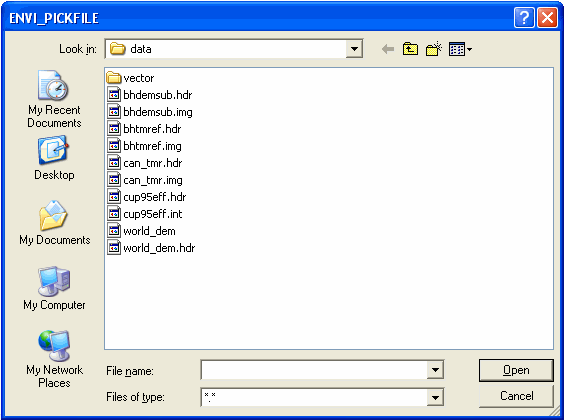 ENVI_PICKFILE
Look in: data
vector
bhdemsub.hdr
bhdemsub.img
bhtmref.hdr
bhtmref.img
can_tmr.hdr
can_tmr.img
cup95eff.hdr
cup95eff.int
world_dem
world_dem.hdr
My Recent
Documents
Desktop
My Documents
My Computer
My Network
Places
File name:
Open
Files of type: *.*
Cancel